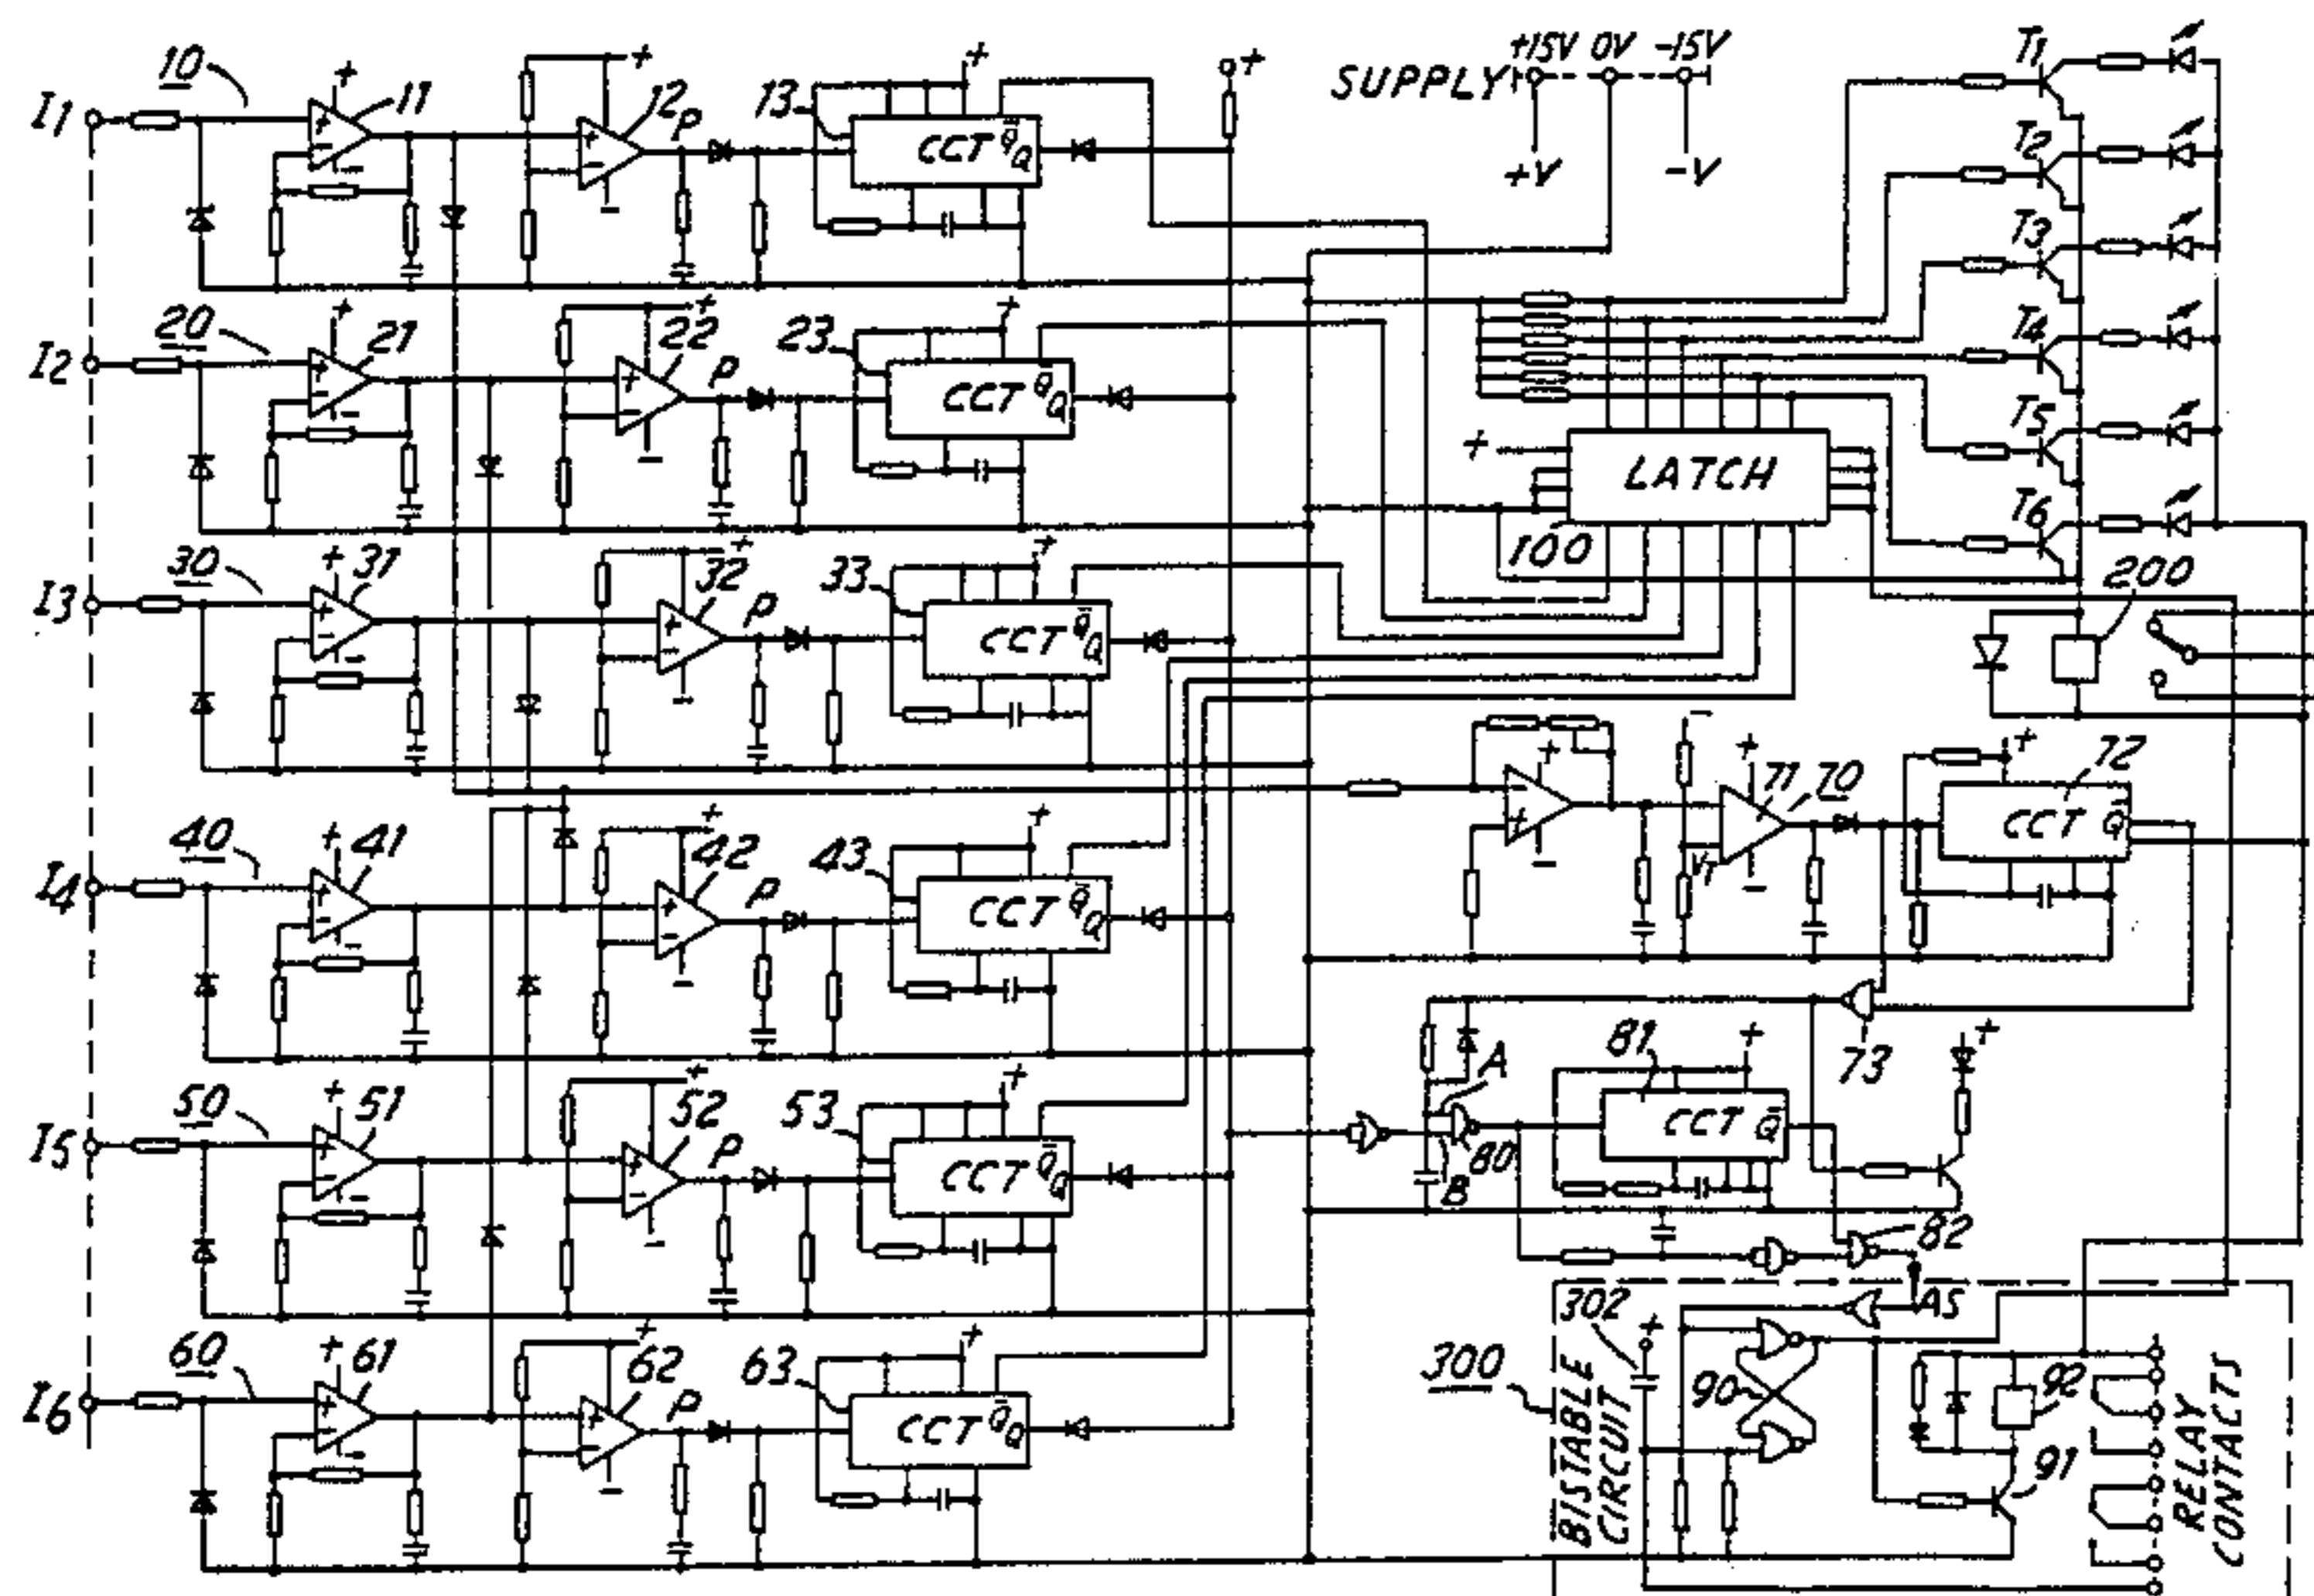 SUPPLY +15V 0V -15V
+V -V
I1 10 11 12 P 13 CCT Q̄ Q
I2 20 21 22 P 23 CCT Q̄ Q
I3 30 31 32 P 33 CCT Q̄ Q
I4 40 41 42 P 43 CCT Q̄ Q
I5 50 51 52 P 53 CCT Q̄ Q
I6 60 61 62 P 63 CCT Q̄ Q
T1
T2
T3
T4
T5
T6
LATCH
100
200
71 70 72
VT
CCT Q̄
73
A
B
80
81
CCT Q̄
82
AS
300
302
BISTABLE
CIRCUIT
90
92
91
RELAY
CONTACTS